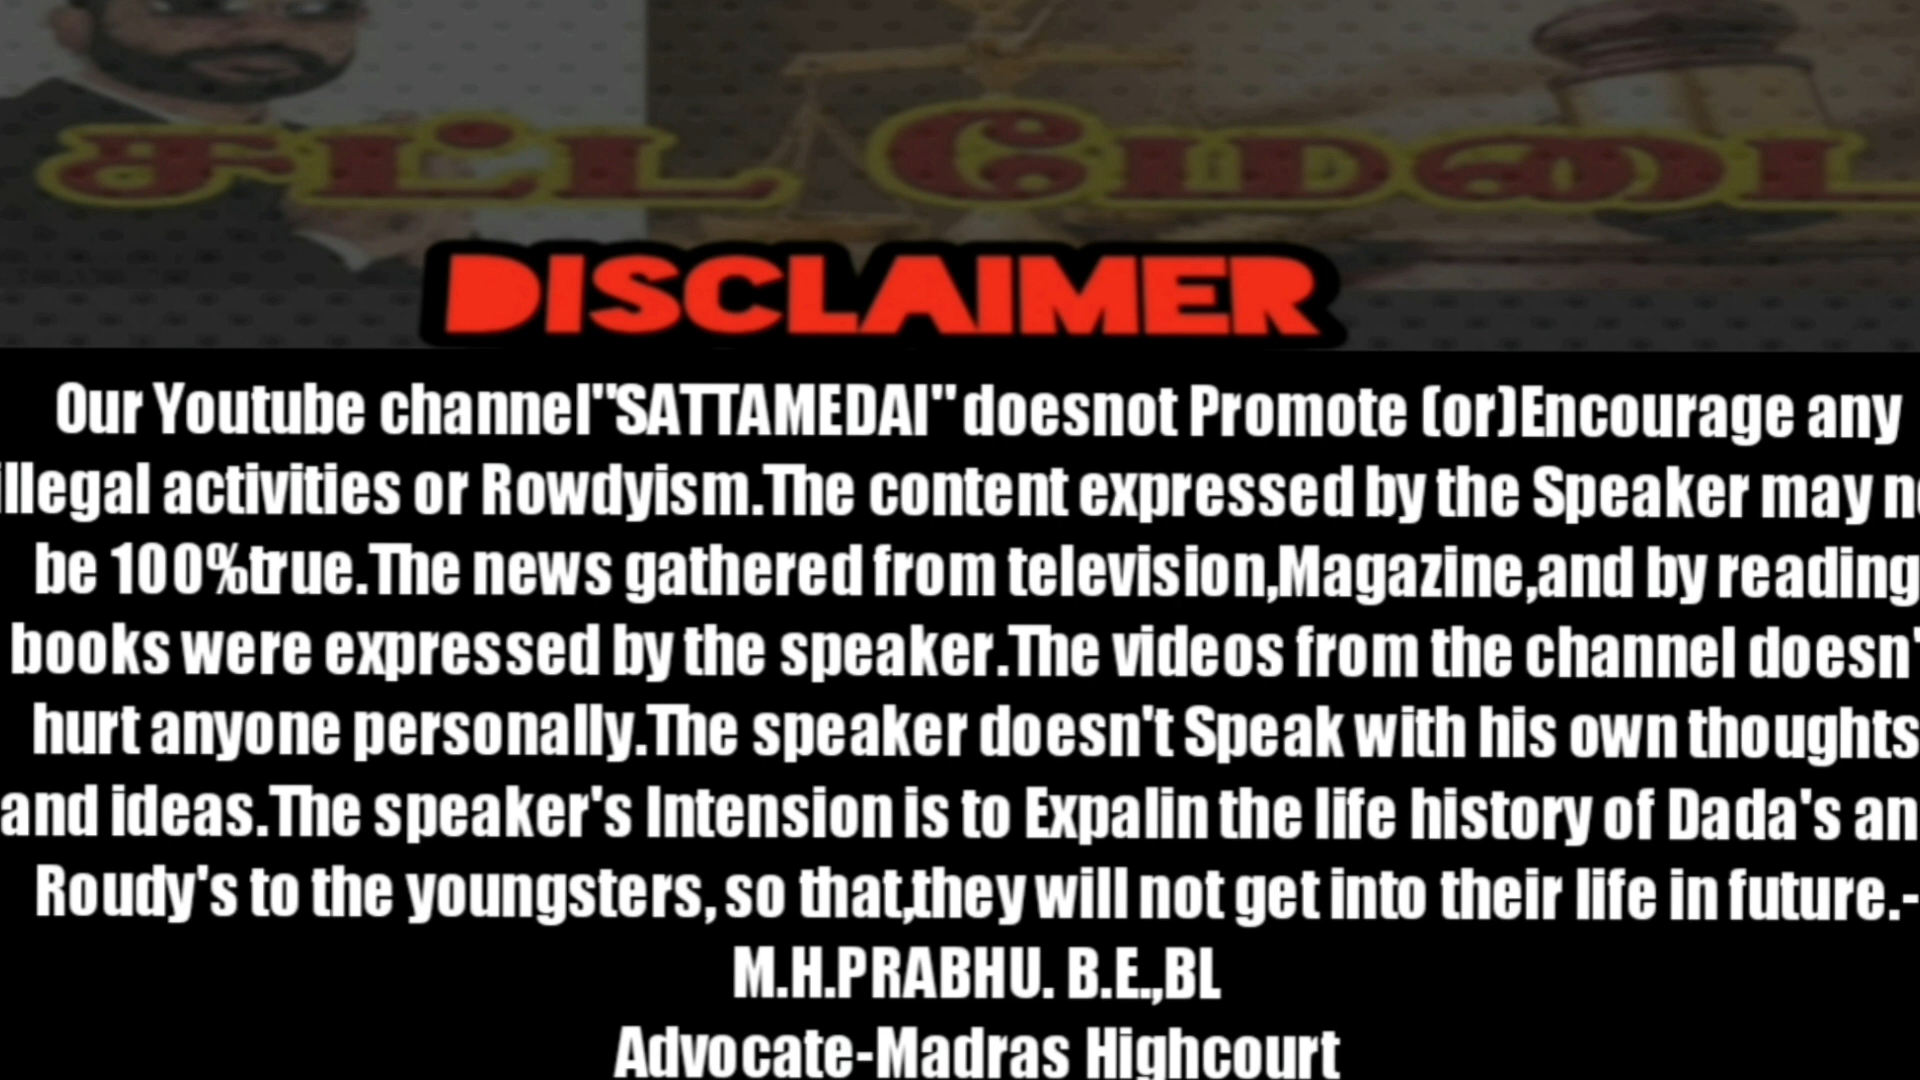 சட்ட மேடை
DISCLAIMER
Our Youtube channel"SATTAMEDAI"doesnot Promote (or)Encourage any
illegal activities or Rowdyism.The content expressed by the Speaker may
be 100%true.The news gathered from television,Magazine,and by reading
books were expressed by the speaker.The videos from the channel doesn'
hurt anyone personally.The speaker doesn't Speak with his own thoughts
and ideas.The speaker's Intension is to Expalin the life history of Dada's an
Roudy's to the youngsters, so that,they will not get into their life in future.-
M.H.PRABHU. B.E.,BL
Advocate-Madras Highcourt